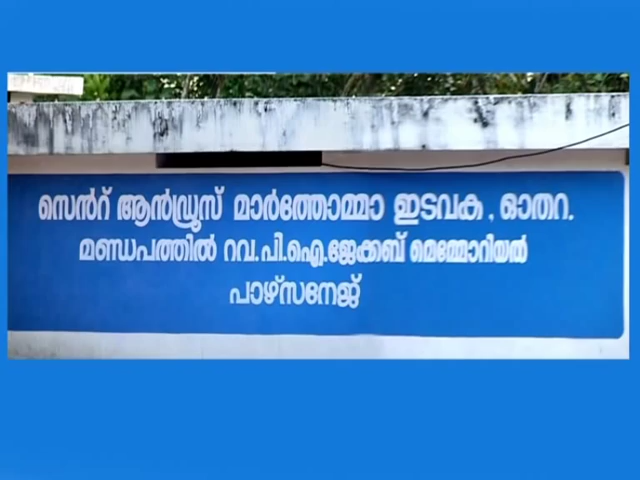 സെൻറ് ആൻഡ്രൂസ് മാർത്തോമ്മാ ഇടവക, ഓതറ.
മണ്ഡപത്തിൽ റവ.പി.ഐ.ജേക്കബ് മെമ്മോറിയൽ
പാഴ്സനേജ്